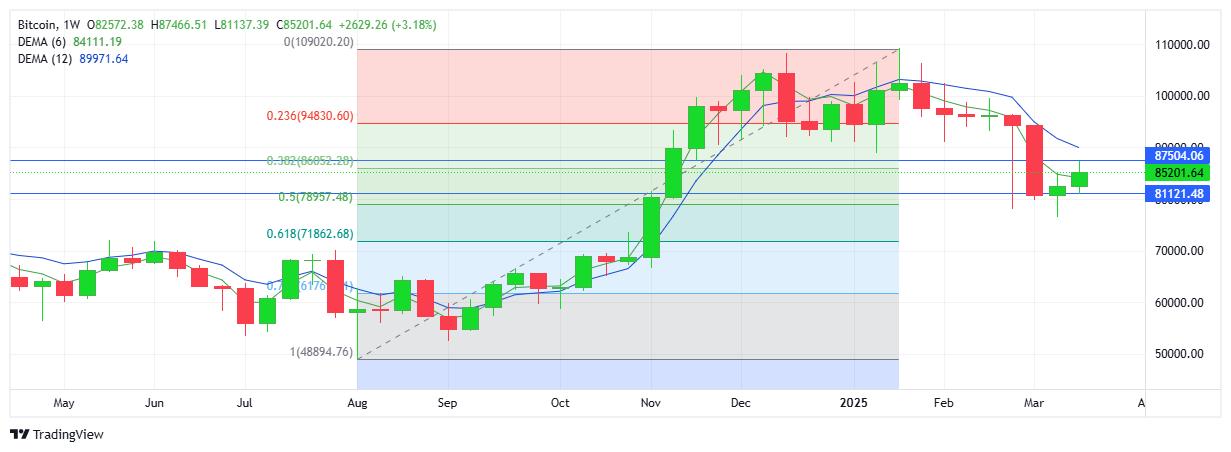 Bitcoin, 1W O82572.38 H87466.51 L81137.39 C85201.64 +2629.26 (+3.18%)
DEMA (6) 84111.19
DEMA (12) 89971.64
0(109020.20)
0.236(94830.60)
0.382(86052.28)
0.5(78957.48)
0.618(71862.68)
1(48894.76)
110000.00
100000.00
87504.06
85201.64
81121.48
70000.00
60000.00
50000.00
May Jun Jul Aug Sep Oct Nov Dec 2025 Feb Mar A
TradingView